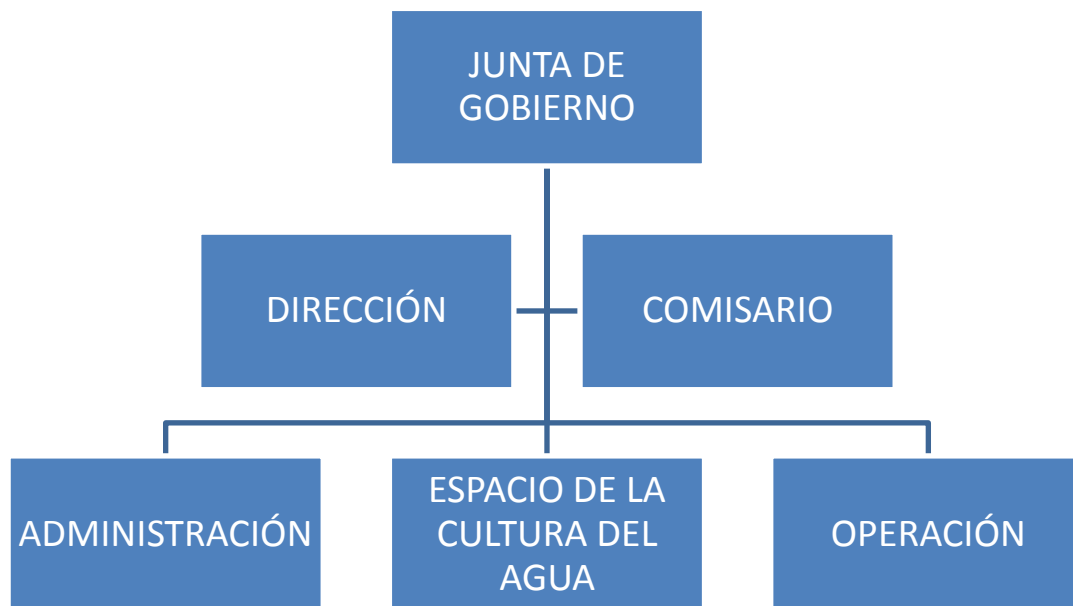 JUNTA DE
GOBIERNO
DIRECCIÓN
COMISARIO
ADMINISTRACIÓN
ESPACIO DE LA
CULTURA DEL
AGUA
OPERACIÓN